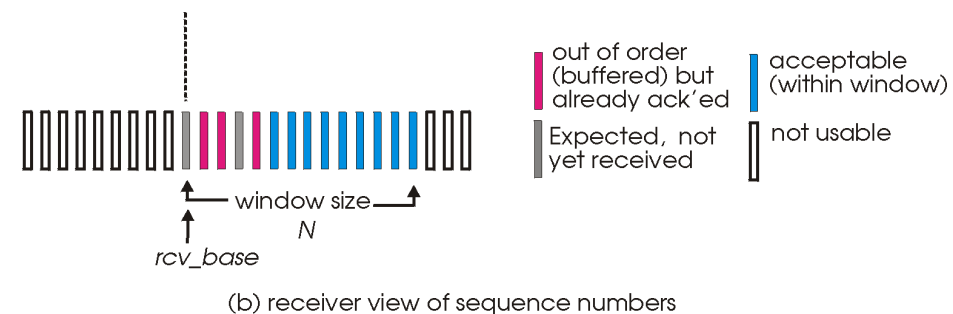 out of order
(buffered) but
already ack'ed
acceptable
(within window)
Expected, not
yet received
not usable
window size
N
rcv_base
(b) receiver view of sequence numbers